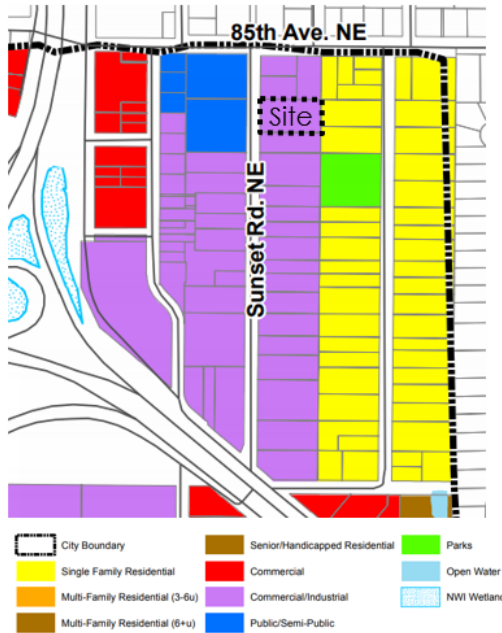 85th Ave. NE
Site
Sunset Rd. NE
City Boundary
Single Family Residential
Multi-Family Residential (3-6u)
Multi-Family Residential (6+u)
Senior/Handicapped Residential
Commercial
Commercial/Industrial
Public/Semi-Public
Parks
Open Water
NWI Wetland